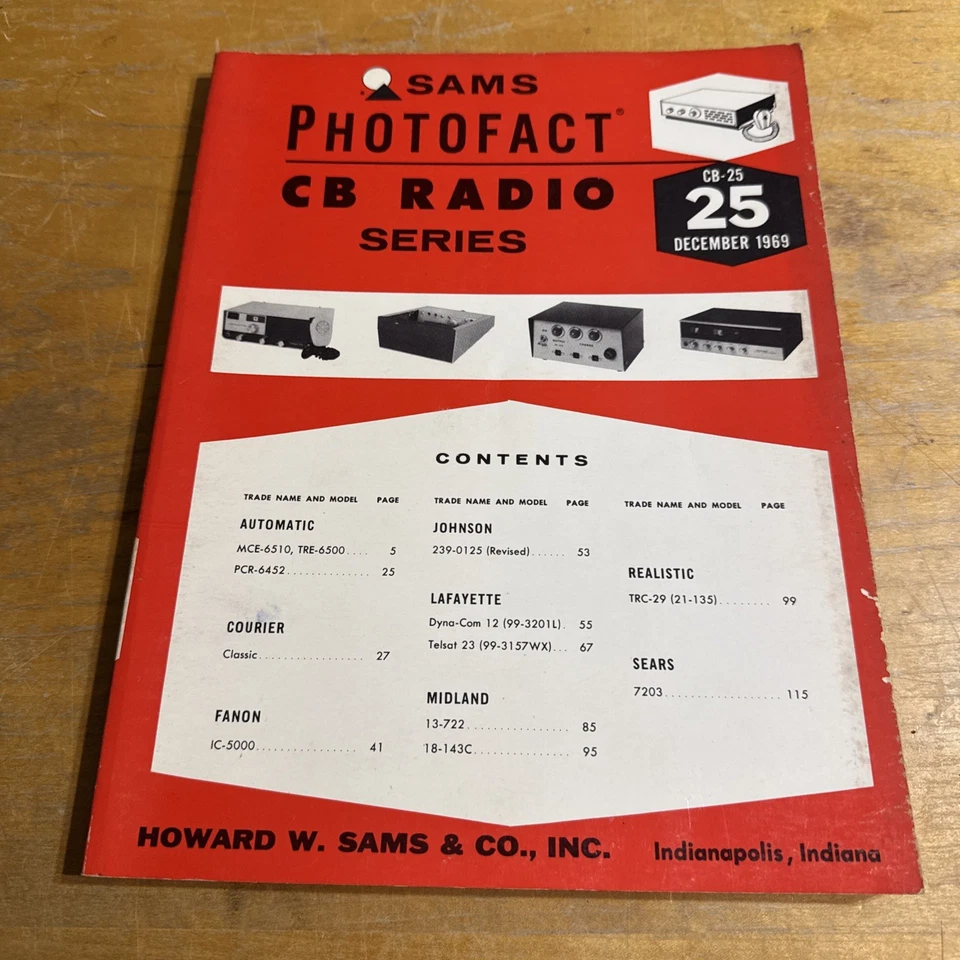 SAMS
PHOTOFACT®
CB RADIO
SERIES
CB-25
25
DECEMBER 1969
CONTENTS
TRADE NAME AND MODEL PAGE
AUTOMATIC
MCE-6510, TRE-6500.... 5
PCR-6452.............. 25
COURIER
Classic.................. 27
FANON
IC-5000................ 41
TRADE NAME AND MODEL PAGE
JOHNSON
239-0125 (Revised)...... 53
LAFAYETTE
Dyna-Com 12 (99-3201L). 55
Telsat 23 (99-3157WX)... 67
MIDLAND
13-722................ 85
18-143C............... 95
TRADE NAME AND MODEL PAGE
REALISTIC
TRC-29 (21-135)........ 99
SEARS
7203.................. 115
HOWARD W. SAMS & CO., INC. Indianapolis, Indiana